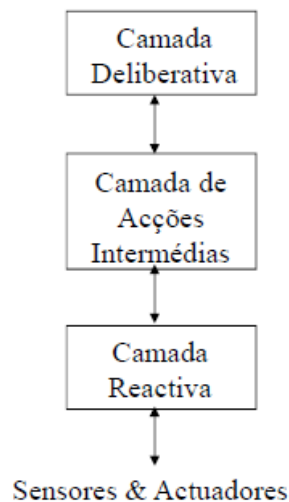 Camada
Deliberativa
Camada de
Acções
Intermédias
Camada
Reactiva
Sensores & Actuadores